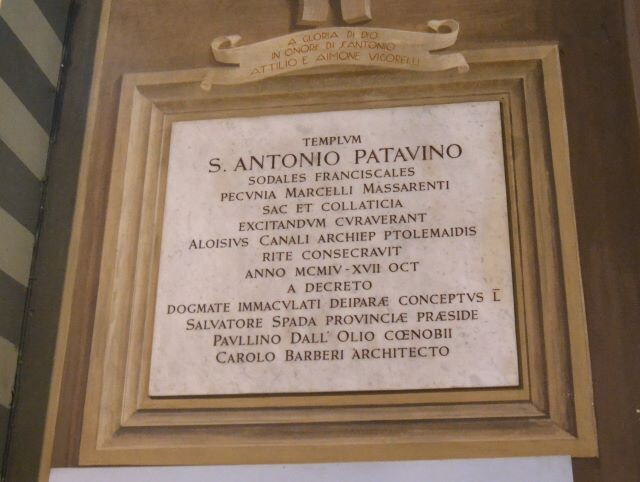 A GLORIA DI DIO
IN ONORE DI S.ANTONIO
ATTILIO E AIMONE VIGORELLI
TEMPLVM
S. ANTONIO PATAVINO
SODALES FRANCISCALES
PECVNIA MARCELLI MASSARENTI
SAC ET COLLATICIA
EXCITANDVM CVRAVERANT
ALOISIVS CANALI ARCHIEP PTOLEMAIDIS
RITE CONSECRAVIT
ANNO MCMIV-XVII OCT
A DECRETO
DOGMATE IMMACVLATI DEIPARÆ CONCEPTVS L̅
SALVATORE SPADA PROVINCIÆ PRÆSIDE
PAVLLINO DALL' OLIO CŒNOBII
CAROLO BARBERI ARCHITECTO